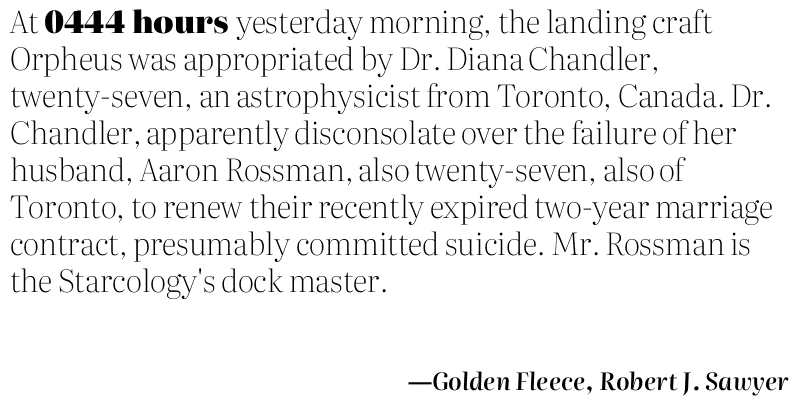 At 0444 hours yesterday morning, the landing craft
Orpheus was appropriated by Dr. Diana Chandler,
twenty-seven, an astrophysicist from Toronto, Canada. Dr.
Chandler, apparently disconsolate over the failure of her
husband, Aaron Rossman, also twenty-seven, also of
Toronto, to renew their recently expired two-year marriage
contract, presumably committed suicide. Mr. Rossman is
the Starcology's dock master.
—Golden Fleece, Robert J. Sawyer